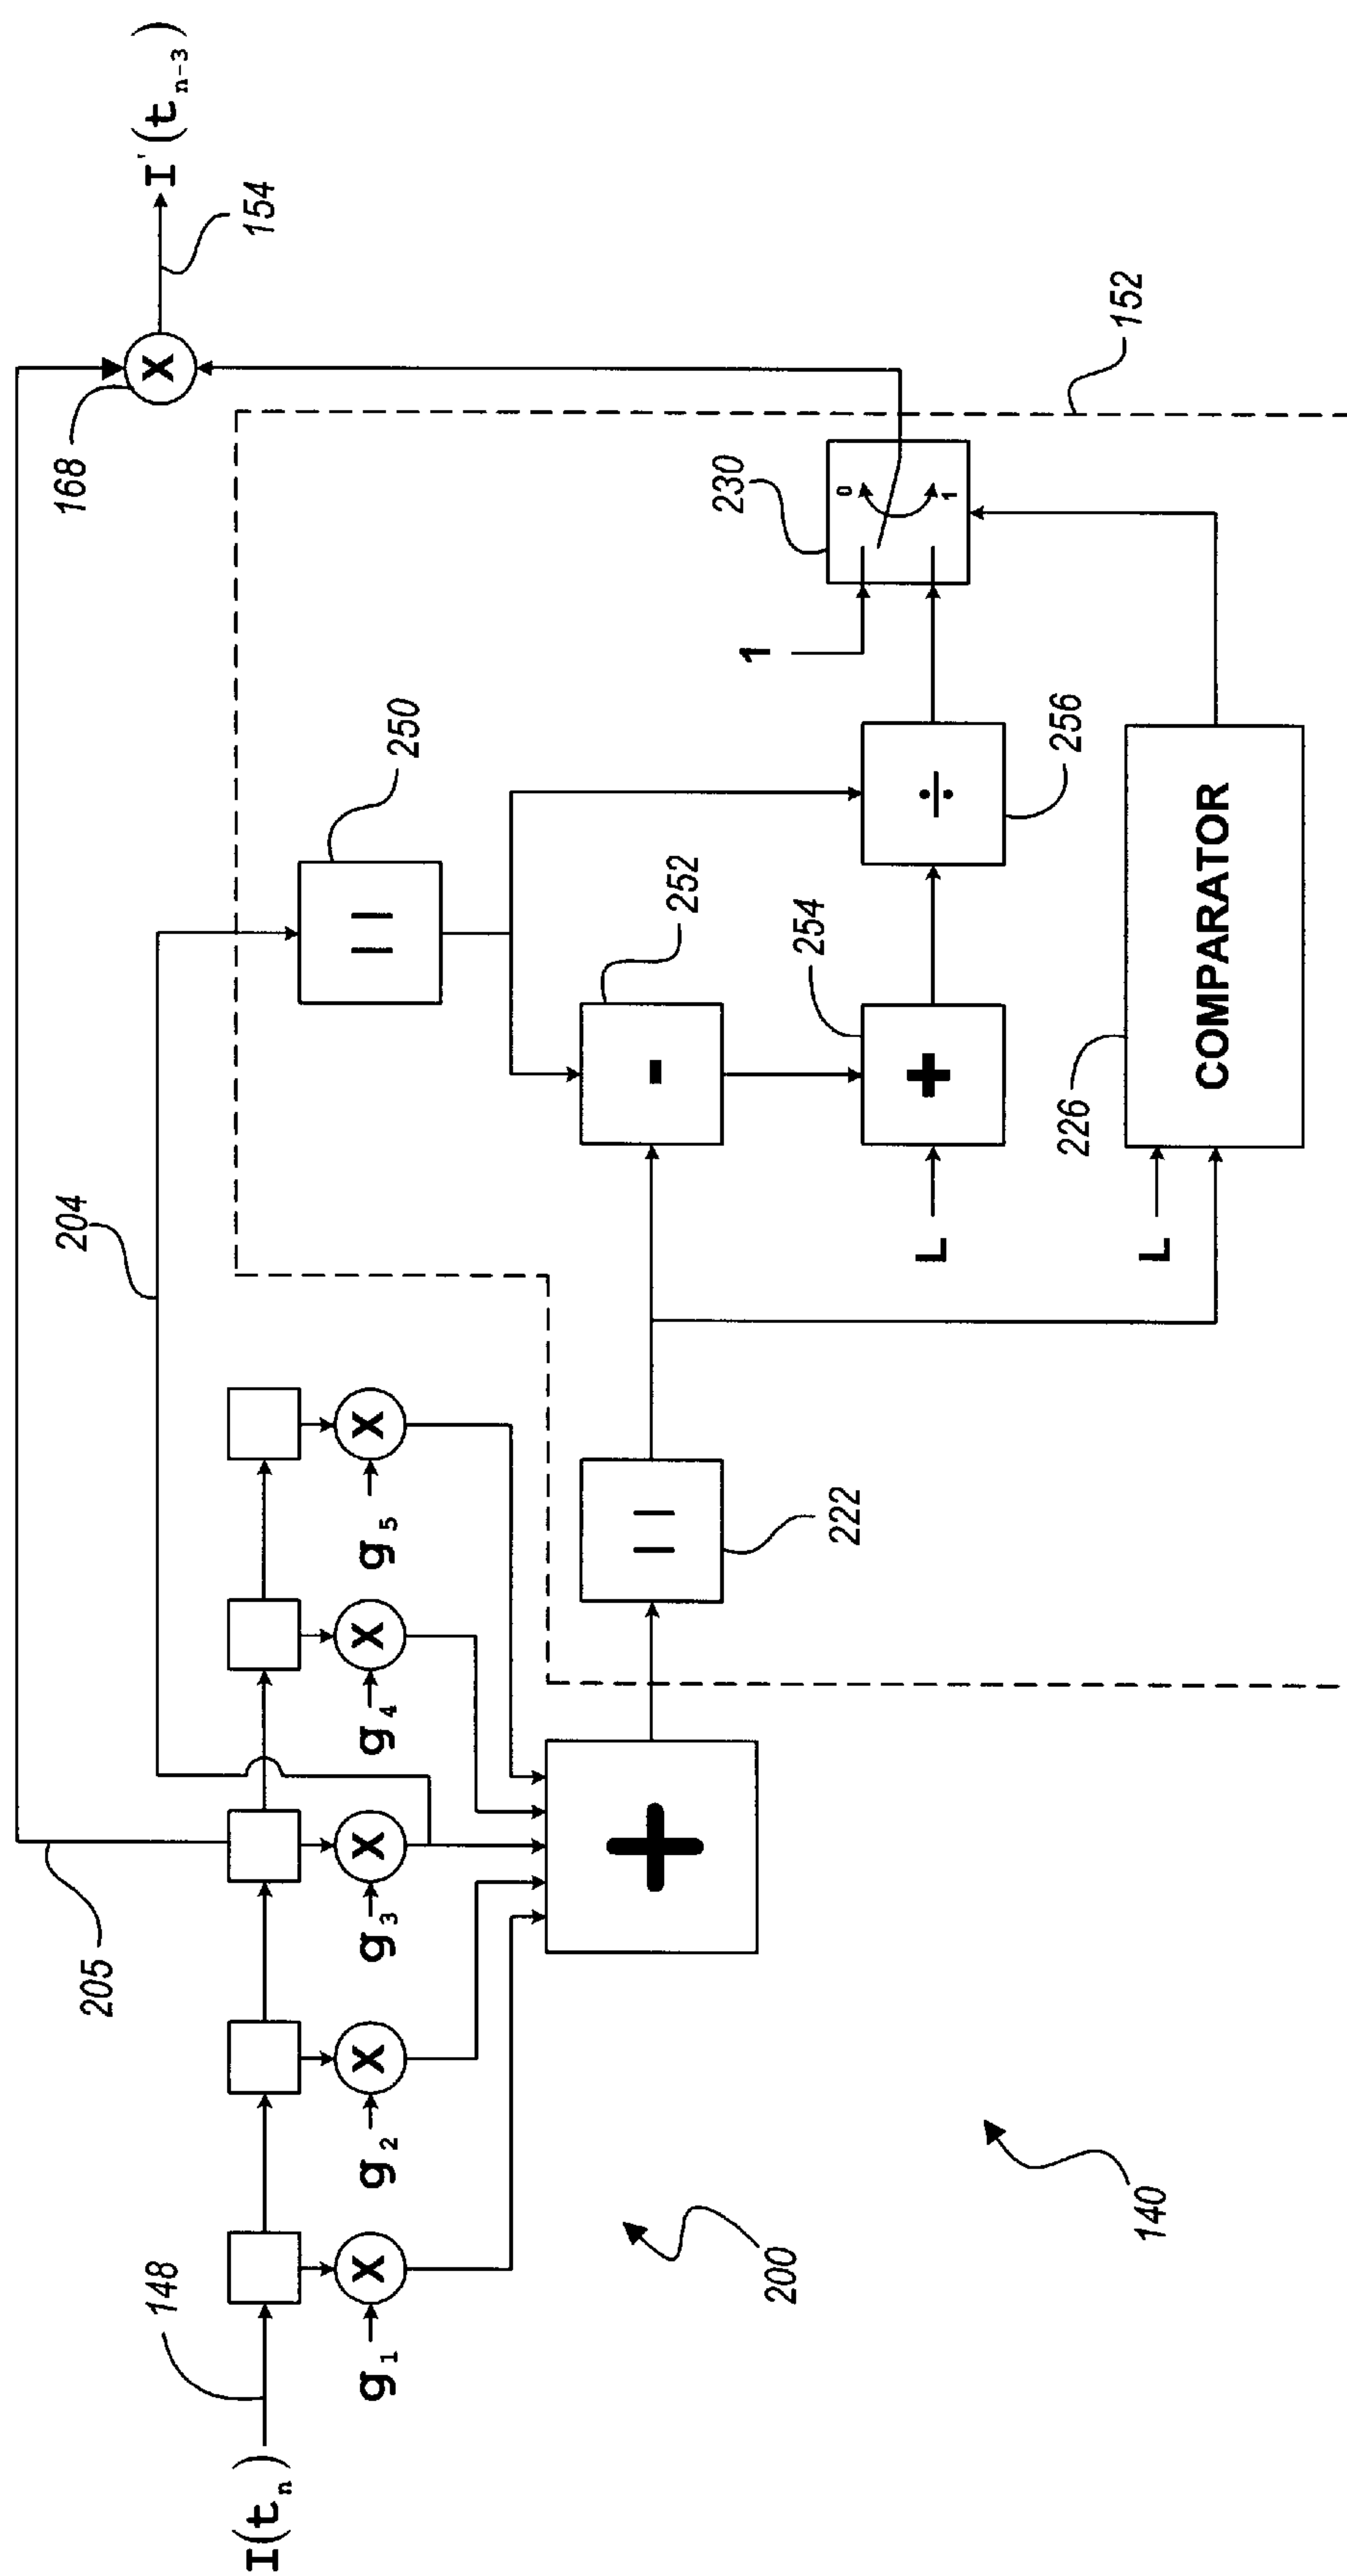 I(tₙ)
148
g₁
g₂
g₃
g₄
g₅
X
X
X
X
X
205
204
+
200
140
222
| |
250
| |
252
-
254
+
L
256
÷
L
226
COMPARATOR
1
230
0
1
152
168
X
154
I'(tₙ₋₃)